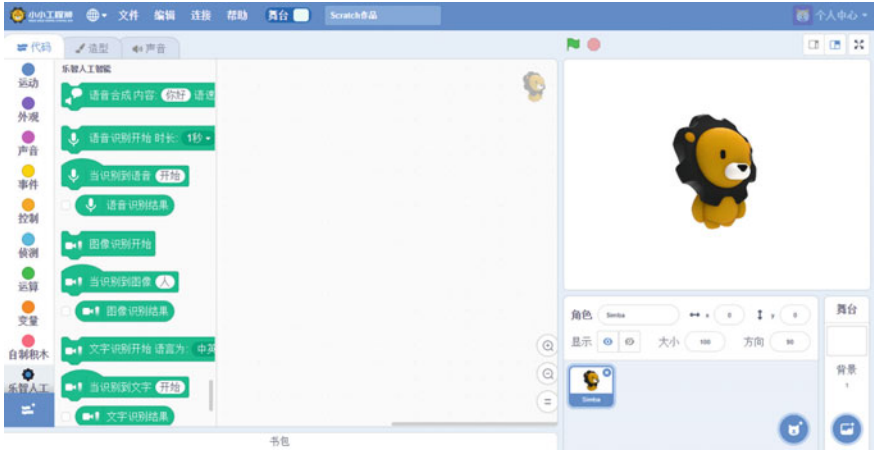 小小工程师 文件 编辑 连接 帮助 舞台 Scratch作品 个人中心
代码 造型 声音
运动
外观
声音
事件
控制
侦测
运算
变量
自制积木
乐智人工
乐智人工智能
语音合成 内容: 你好 语速
语音识别开始 时长: 1秒
当识别到语音 开始
语音识别结果
图像识别开始
当识别到图像 人
图像识别结果
文字识别开始 语言为: 中英
当识别到文字 开始
文字识别结果
书包
角色 Simba x 0 y 0
显示 大小 100 方向 90
Simba
舞台
背景
1